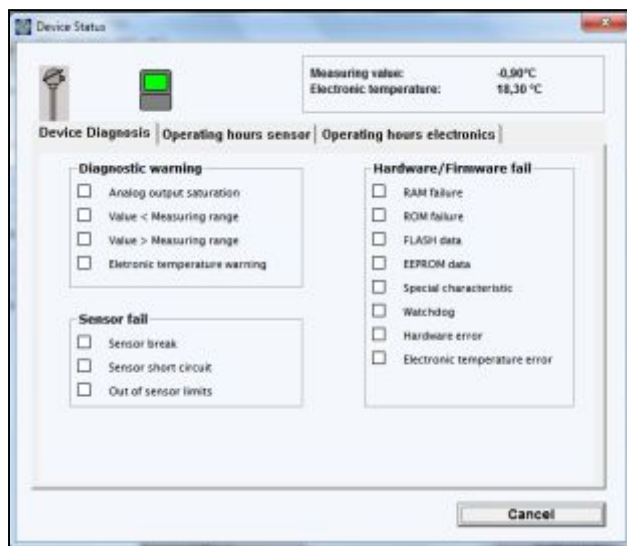 Device Status
Measuring value: -0,90°C
Electronic temperature: 18,30 °C
Device Diagnosis
Operating hours sensor
Operating hours electronics
Diagnostic warning
Analog output saturation
Value < Measuring range
Value > Measuring range
Eletronic temperature warning
Sensor fail
Sensor break
Sensor short circuit
Out of sensor limits
Hardware/Firmware fail
RAM failure
ROM failure
FLASH data
EEPROM data
Special characteristic
Watchdog
Hardware error
Electronic temperature error
Cancel